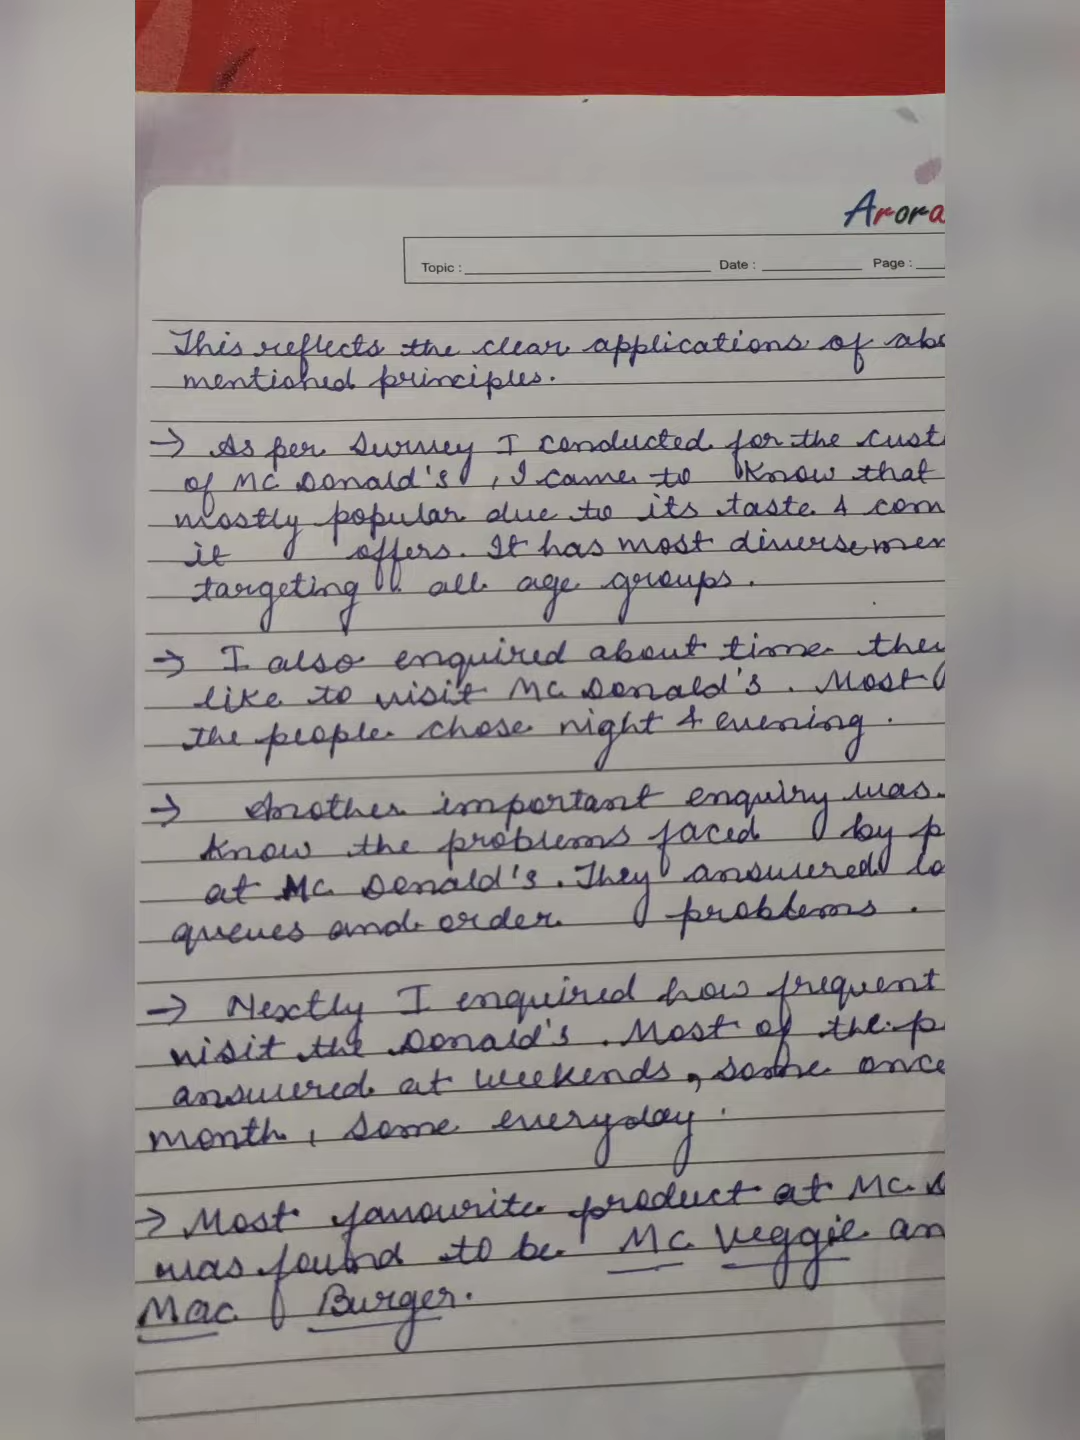 Arora
Topic : Date : Page :
This reflects the clear applications of abo
mentioned principles.
→ As per Survey I conducted for the cust
of MC Donald's , I came to Know that
mostly popular due to its taste & com
it offers. It has most diverse men
targeting all age groups.
→ I also enquired about time the
like to visit MC Donald's . Most
the people chose night & evening .
→ Another important enquiry was
Know the problems faced by p
at Mc Donald's . They answered lo
queues and order problems .
→ Nextly I enquired how frequent
visit the Donald's . Most of the p
answered at weekends , some once
month , some everyday .
→ Most favourite product at Mc D
was found to be Mc Veggie an
Mac Burger .